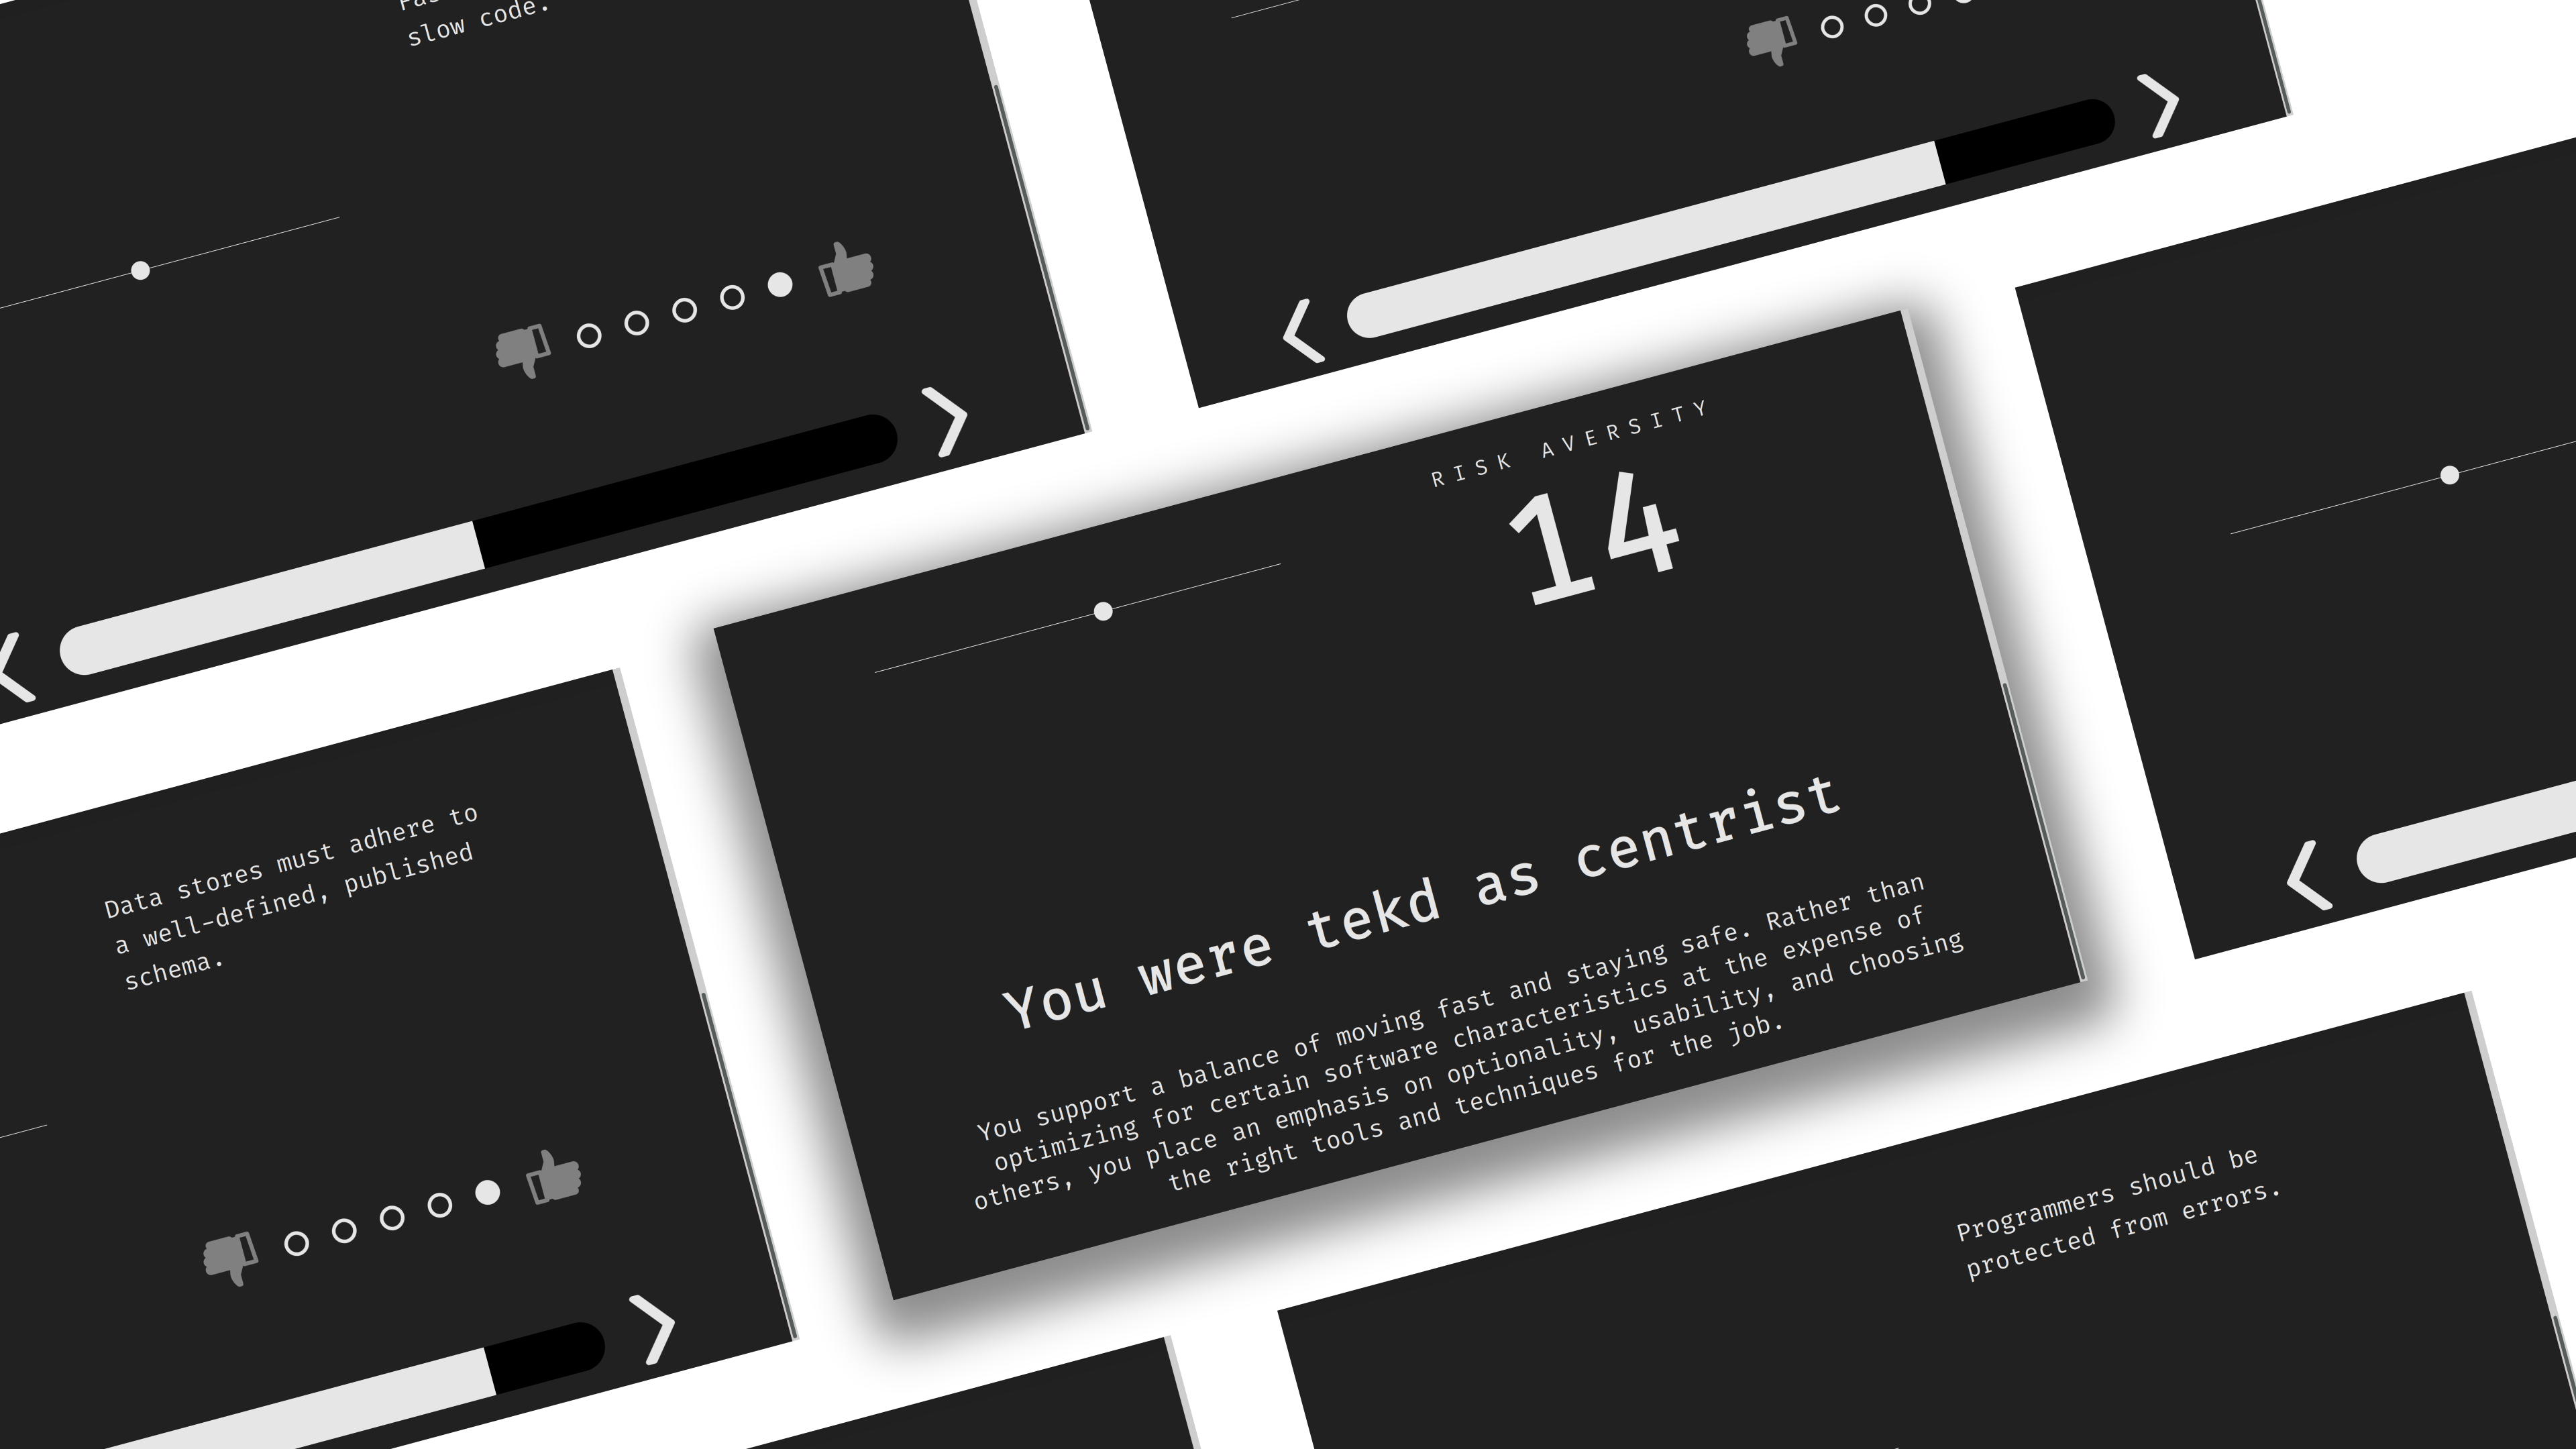 slow code.
RISK AVERSITY
14
You were tekd as centrist
You support a balance of moving fast and staying safe. Rather than
optimizing for certain software characteristics at the expense of
others, you place an emphasis on optionality, usability, and choosing
the right tools and techniques for the job.
Data stores must adhere to
a well-defined, published
schema.
Programmers should be
protected from errors.